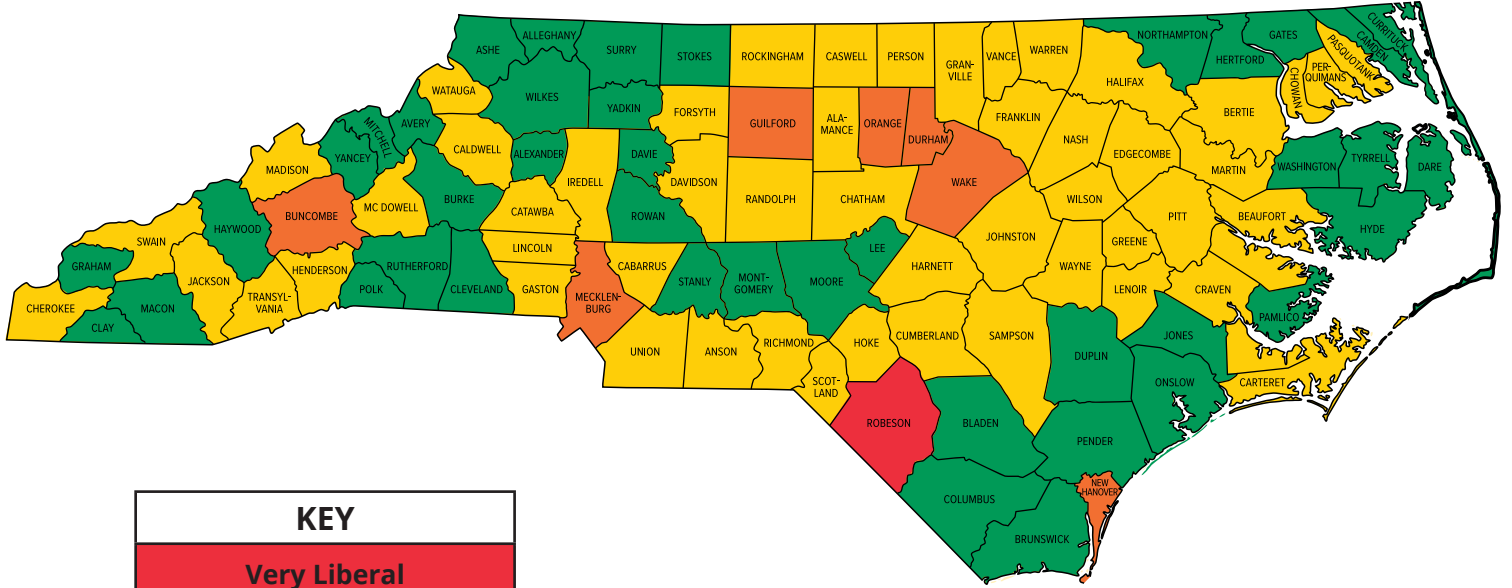 ASHE
ALLEGHANY
SURRY
STOKES
ROCKINGHAM
CASWELL
PERSON
GRAN-
VILLE
VANCE
WARREN
NORTHAMPTON
GATES
CURRITUCK
CAMDEN
PASQUOTANK
PER-
QUIMANS
CHOWAN
HERTFORD
HALIFAX
WATAUGA
WILKES
YADKIN
FORSYTH
GUILFORD
ALA-
MANCE
ORANGE
DURHAM
FRANKLIN
BERTIE
MITCHELL
AVERY
YANCEY
CALDWELL
ALEXANDER
DAVIE
NASH
EDGECOMBE
MADISON
IREDELL
DAVIDSON
RANDOLPH
CHATHAM
WAKE
MARTIN
WASHINGTON
TYRRELL
DARE
BUNCOMBE
MC DOWELL
BURKE
CATAWBA
ROWAN
WILSON
PITT
BEAUFORT
HYDE
HAYWOOD
SWAIN
LINCOLN
LEE
JOHNSTON
GREENE
GRAHAM
JACKSON
HENDERSON
RUTHERFORD
CABARRUS
HARNETT
WAYNE
CHEROKEE
MACON
CLAY
TRANSYL-
VANIA
POLK
CLEVELAND
GASTON
MECKLEN-
BURG
STANLY
MONT-
GOMERY
MOORE
LENOIR
CRAVEN
PAMLICO
UNION
ANSON
RICHMOND
HOKE
CUMBERLAND
SAMPSON
DUPLIN
JONES
SCOT-
LAND
ONSLOW
CARTERET
ROBESON
BLADEN
PENDER
COLUMBUS
NEW
HANOVER
BRUNSWICK
KEY
Very Liberal